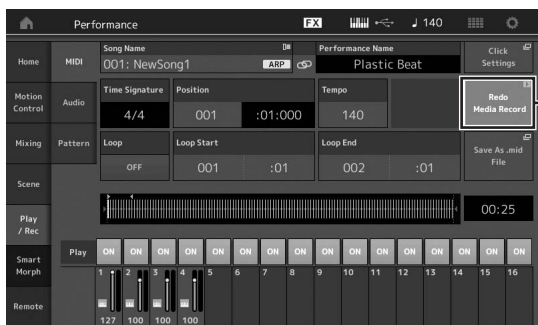 Performance
EX
140
Home
MIDI
Song Name
001: NewSong1
ARP
Performance Name
Plastic Beat
Click
Settings
Motion
Control
Audio
Time Signature
4/4
Position
001
:01:000
Tempo
140
Redo
Media Record
Mixing
Pattern
Loop
OFF
Loop Start
001
:01
Loop End
002
:01
Save As .mid
File
Scene
Play
/ Rec
00:25
Smart
Morph
Play
ON ON ON ON ON ON ON ON ON ON ON ON ON ON ON ON
1 2 3 4 5 6 7 8 9 10 11 12 13 14 15 16
Remote
127 100 100 100